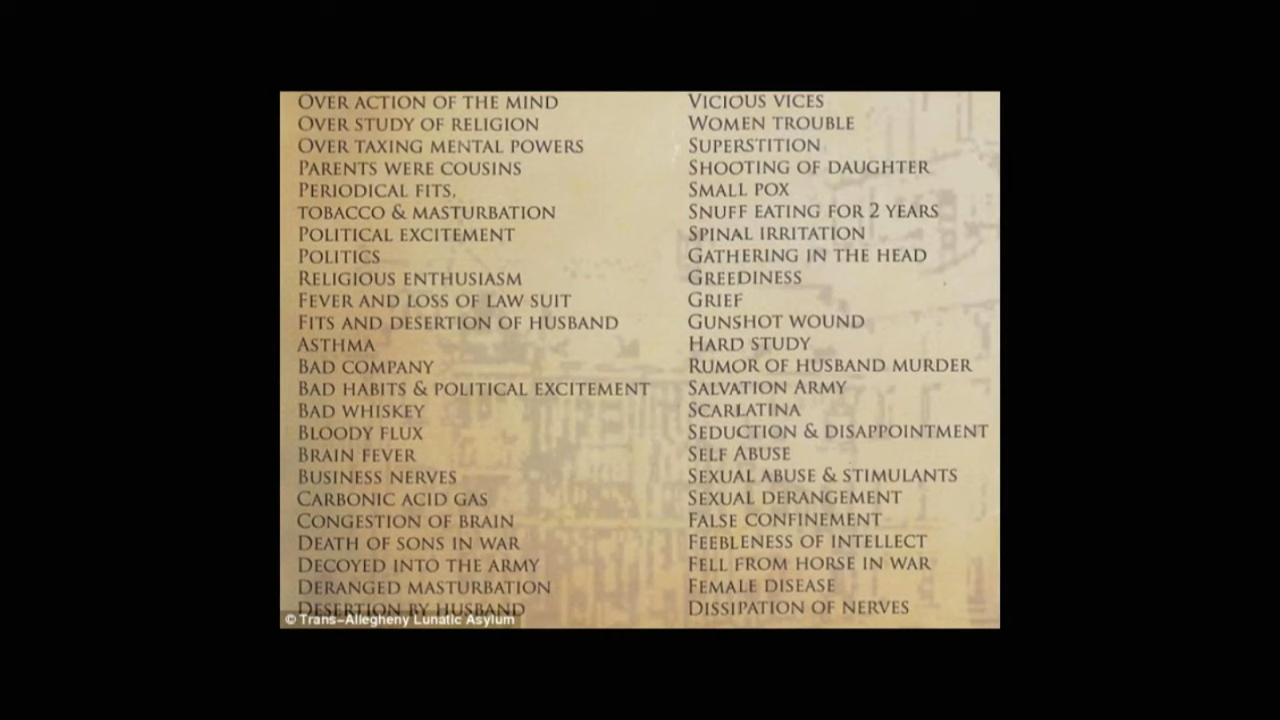 OVER ACTION OF THE MIND
OVER STUDY OF RELIGION
OVER TAXING MENTAL POWERS
PARENTS WERE COUSINS
PERIODICAL FITS,
TOBACCO & MASTURBATION
POLITICAL EXCITEMENT
POLITICS
RELIGIOUS ENTHUSIASM
FEVER AND LOSS OF LAW SUIT
FITS AND DESERTION OF HUSBAND
ASTHMA
BAD COMPANY
BAD HABITS & POLITICAL EXCITEMENT
BAD WHISKEY
BLOODY FLUX
BRAIN FEVER
BUSINESS NERVES
CARBONIC ACID GAS
CONGESTION OF BRAIN
DEATH OF SONS IN WAR
DECOYED INTO THE ARMY
DERANGED MASTURBATION
DESERTION BY HUSBAND
VICIOUS VICES
WOMEN TROUBLE
SUPERSTITION
SHOOTING OF DAUGHTER
SMALL POX
SNUFF EATING FOR 2 YEARS
SPINAL IRRITATION
GATHERING IN THE HEAD
GREEDINESS
GRIEF
GUNSHOT WOUND
HARD STUDY
RUMOR OF HUSBAND MURDER
SALVATION ARMY
SCARLATINA
SEDUCTION & DISAPPOINTMENT
SELF ABUSE
SEXUAL ABUSE & STIMULANTS
SEXUAL DERANGEMENT
FALSE CONFINEMENT
FEEBLENESS OF INTELLECT
FELL FROM HORSE IN WAR
FEMALE DISEASE
DISSIPATION OF NERVES
© Trans-Allegheny Lunatic Asylum